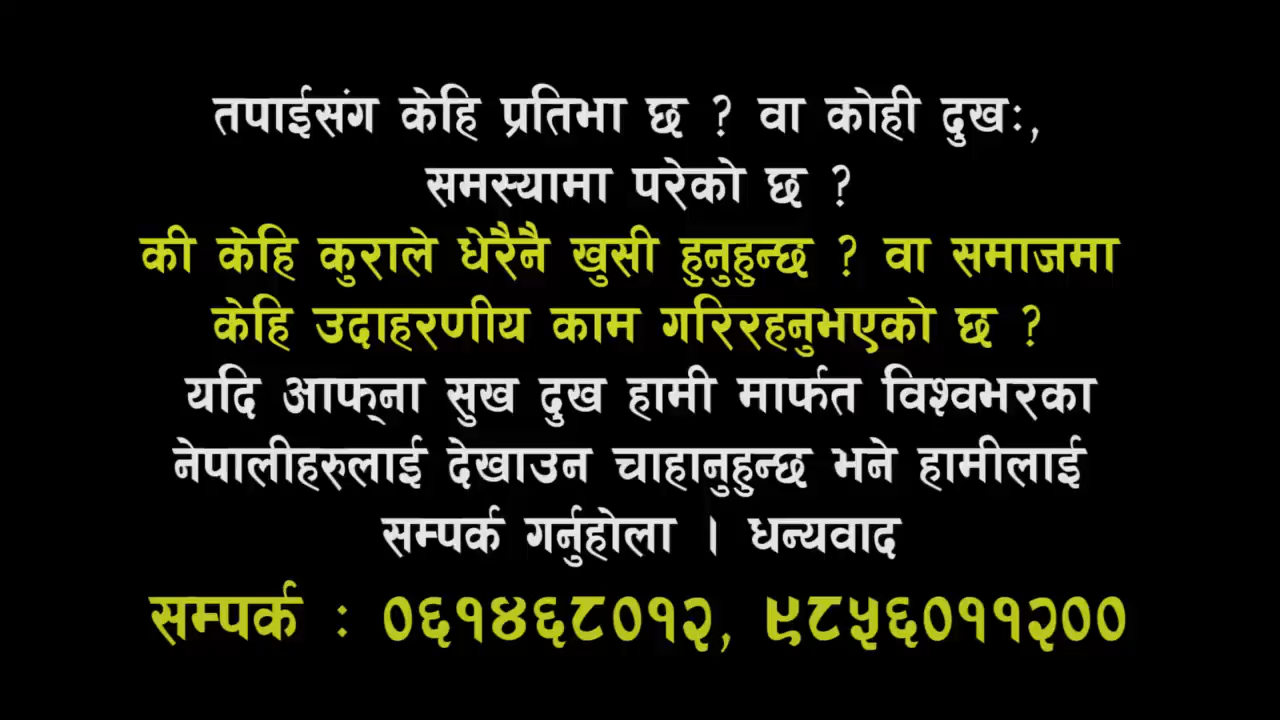 तपाईसंग केहि प्रतिभा छ ? वा कोही दुखः,
समस्यामा परेको छ ?
की केहि कुराले धेरैनै खुसी हुनुहुन्छ ? वा समाजमा
केहि उदाहरणीय काम गरिरहनुभएको छ ?
यदि आफ्‌ना सुख दुख हामी मार्फत विश्वभरका
नेपालीहरुलाई देखाउन चाहानुहुन्छ भने हामीलाई
सम्पर्क गर्नुहोला । धन्यवाद
सम्पर्क : ०६१४६८०१२, ९८५६०११२००